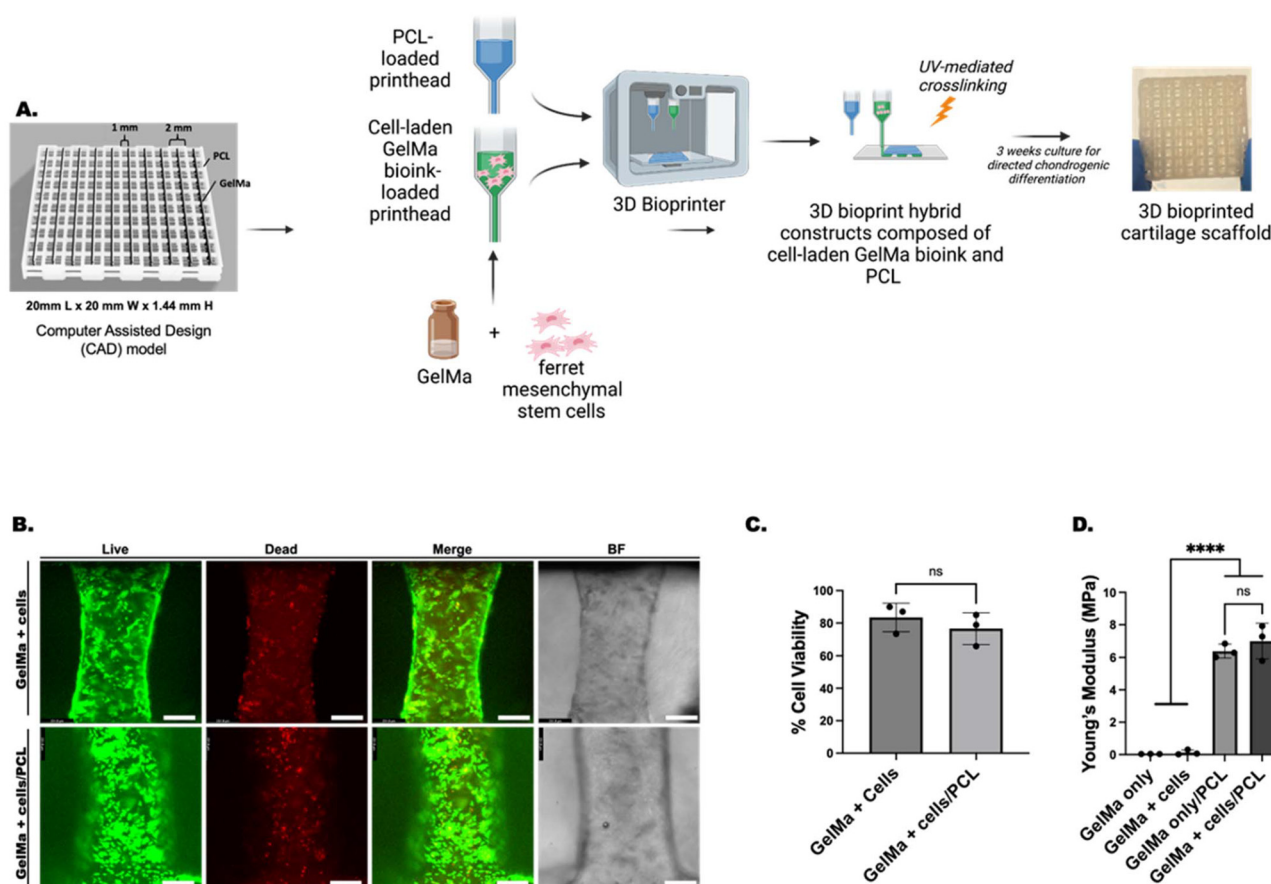 A.
1 mm
2 mm
PCL
GelMa
20mm L x 20 mm W x 1.44 mm H
Computer Assisted Design
(CAD) model
PCL-
loaded
printhead
Cell-laden
GelMa
bioink-
loaded
printhead
GelMa
+
ferret
mesenchymal
stem cells
3D Bioprinter
UV-mediated
crosslinking
3D bioprint hybrid
constructs composed of
cell-laden GelMa bioink and
PCL
3 weeks culture for
directed chondrogenic
differentiation
3D bioprinted
cartilage scaffold
B.
Live
Dead
Merge
BF
GelMa + cells
GelMa + cells/PCL
C.
ns
% Cell Viability
100
80
60
40
20
0
GelMa + Cells
GelMa + cells/PCL
D.
****
ns
Young's Modulus (MPa)
10
8
6
4
2
0
GelMa only
GelMa + cells
GelMa only/PCL
GelMa + cells/PCL